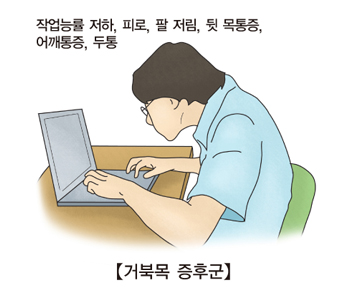 작업능률 저하, 피로, 팔 저림, 뒷 목통증,
어깨통증, 두통
【거북목 증후군】